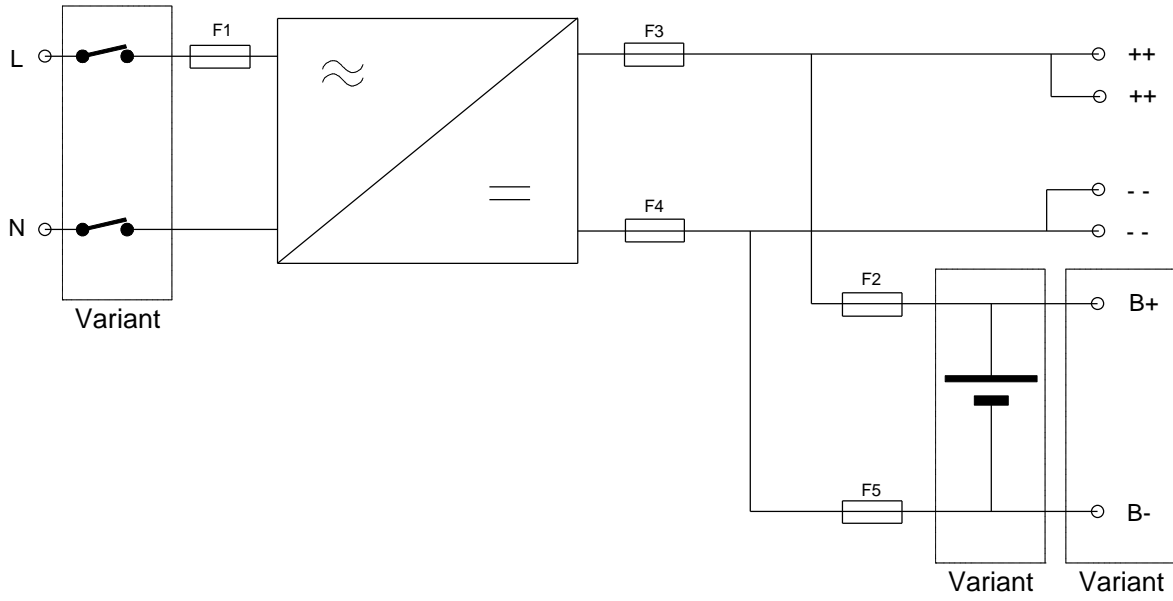 F1
F3
L
++
++
F4
- -
N
- -
F2
Variant
B+
F5
B-
Variant
Variant